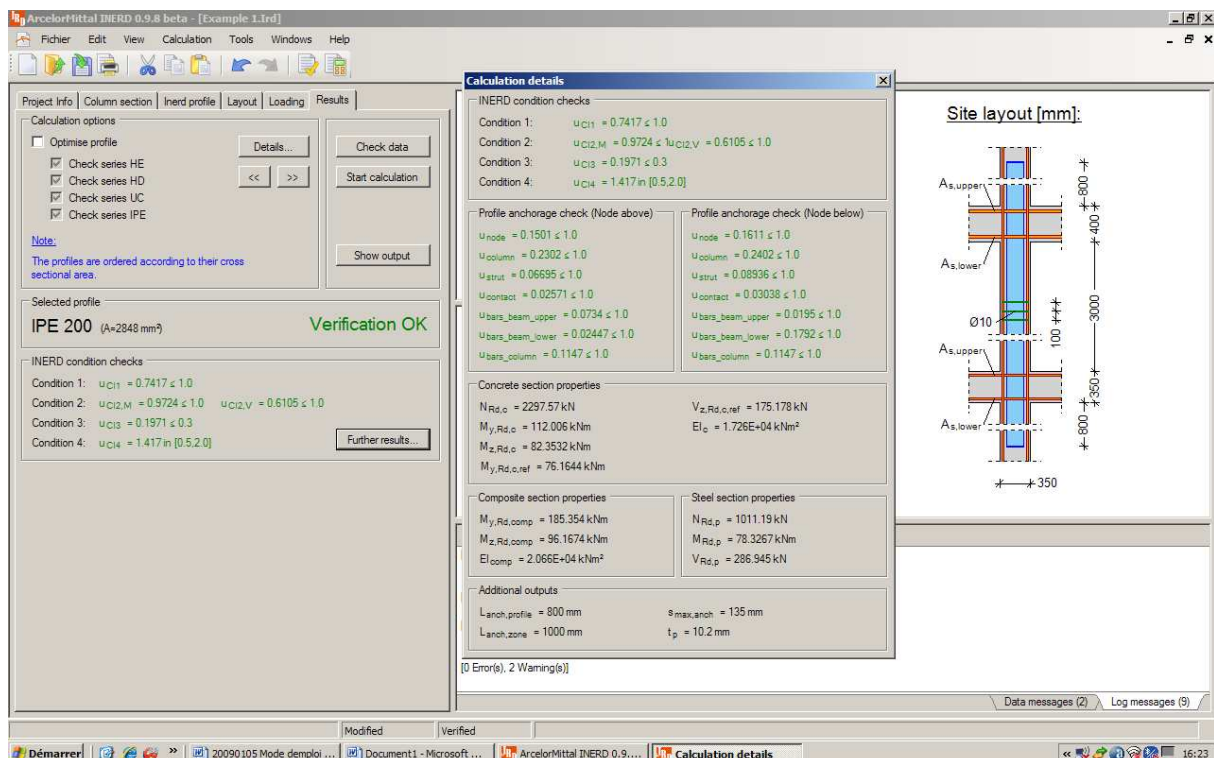 ArcelorMittal INERD 0.9.8 beta - [Example 1.Ird]
Fichier Edit View Calculation Tools Windows Help
Project Info Column section Inerd profile Layout Loading Results
Calculation options
Optimise profile
Check series HE
Check series HD
Check series UC
Check series IPE
Details...
<< >>
Check data
Start calculation
Show output
Note:
The profiles are ordered according to their cross
sectional area.
Selected profile
IPE 200 (A=2848 mm²) Verification OK
INERD condition checks
Condition 1: uCI1 = 0.7417 ≤ 1.0
Condition 2: uCI2,M = 0.9724 ≤ 1.0 uCI2,V = 0.6105 ≤ 1.0
Condition 3: uCI3 = 0.1971 ≤ 0.3
Condition 4: uCI4 = 1.417 in [0.5,2.0]
Further results...
Calculation details
INERD condition checks
Condition 1: uCI1 = 0.7417 ≤ 1.0
Condition 2: uCI2,M = 0.9724 ≤ 1uCI2,V = 0.6105 ≤ 1.0
Condition 3: uCI3 = 0.1971 ≤ 0.3
Condition 4: uCI4 = 1.417 in [0.5,2.0]
Profile anchorage check (Node above)
unode = 0.1501 ≤ 1.0
ucolumn = 0.2302 ≤ 1.0
ustrut = 0.06695 ≤ 1.0
ucontact = 0.02571 ≤ 1.0
ubars_beam_upper = 0.0734 ≤ 1.0
ubars_beam_lower = 0.02447 ≤ 1.0
ubars_column = 0.1147 ≤ 1.0
Profile anchorage check (Node below)
unode = 0.1611 ≤ 1.0
ucolumn = 0.2402 ≤ 1.0
ustrut = 0.08936 ≤ 1.0
ucontact = 0.03038 ≤ 1.0
ubars_beam_upper = 0.0195 ≤ 1.0
ubars_beam_lower = 0.1792 ≤ 1.0
ubars_column = 0.1147 ≤ 1.0
Concrete section properties
NRd,c = 2297.57 kN
My,Rd,c = 112.006 kNm
Mz,Rd,c = 82.3532 kNm
My,Rd,c,ref = 76.1644 kNm
Vz,Rd,c,ref = 175.178 kN
EIc = 1.726E+04 kNm²
Composite section properties
My,Rd,comp = 185.354 kNm
Mz,Rd,comp = 96.1674 kNm
EIcomp = 2.066E+04 kNm²
Steel section properties
NRd,p = 1011.19 kN
MRd,p = 78.3267 kNm
VRd,p = 286.945 kN
Additional outputs
Lanch,profile = 800 mm
Lanch,zone = 1000 mm
smax,anch = 135 mm
tp = 10.2 mm
Site layout [mm]:
As,upper
As,lower
Ø10
As,upper
As,lower
800
400
3000
100
350
800
350
[0 Error(s), 2 Warning(s)]
Data messages (2) Log messages (9)
Modified Verified
Démarrer » 20090105 Mode demploi ... Document1 - Microsoft ... ArcelorMittal INERD 0.9.... Calculation details « 16:23